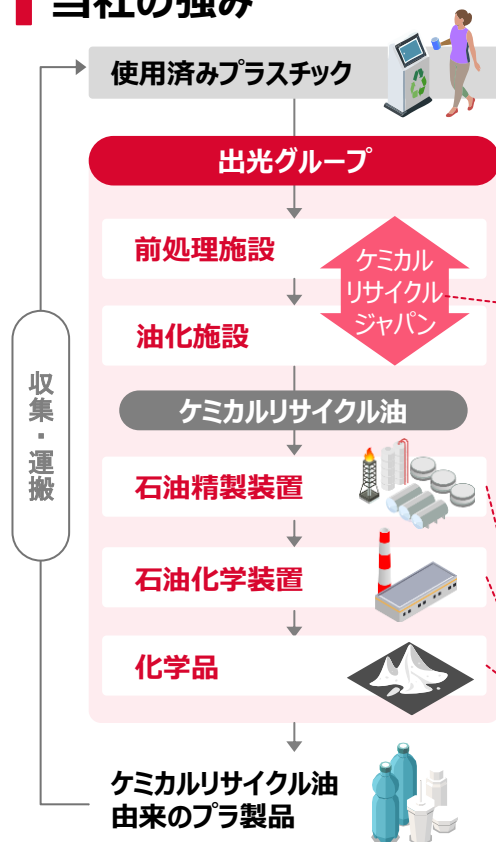 当社の強み
使用済みプラスチック
出光グループ
前処理施設
ケミカル
リサイクル
ジャパン
油化施設
収集・運搬
ケミカルリサイクル油
石油精製装置
石油化学装置
化学品
ケミカルリサイクル油
由来のプラ製品